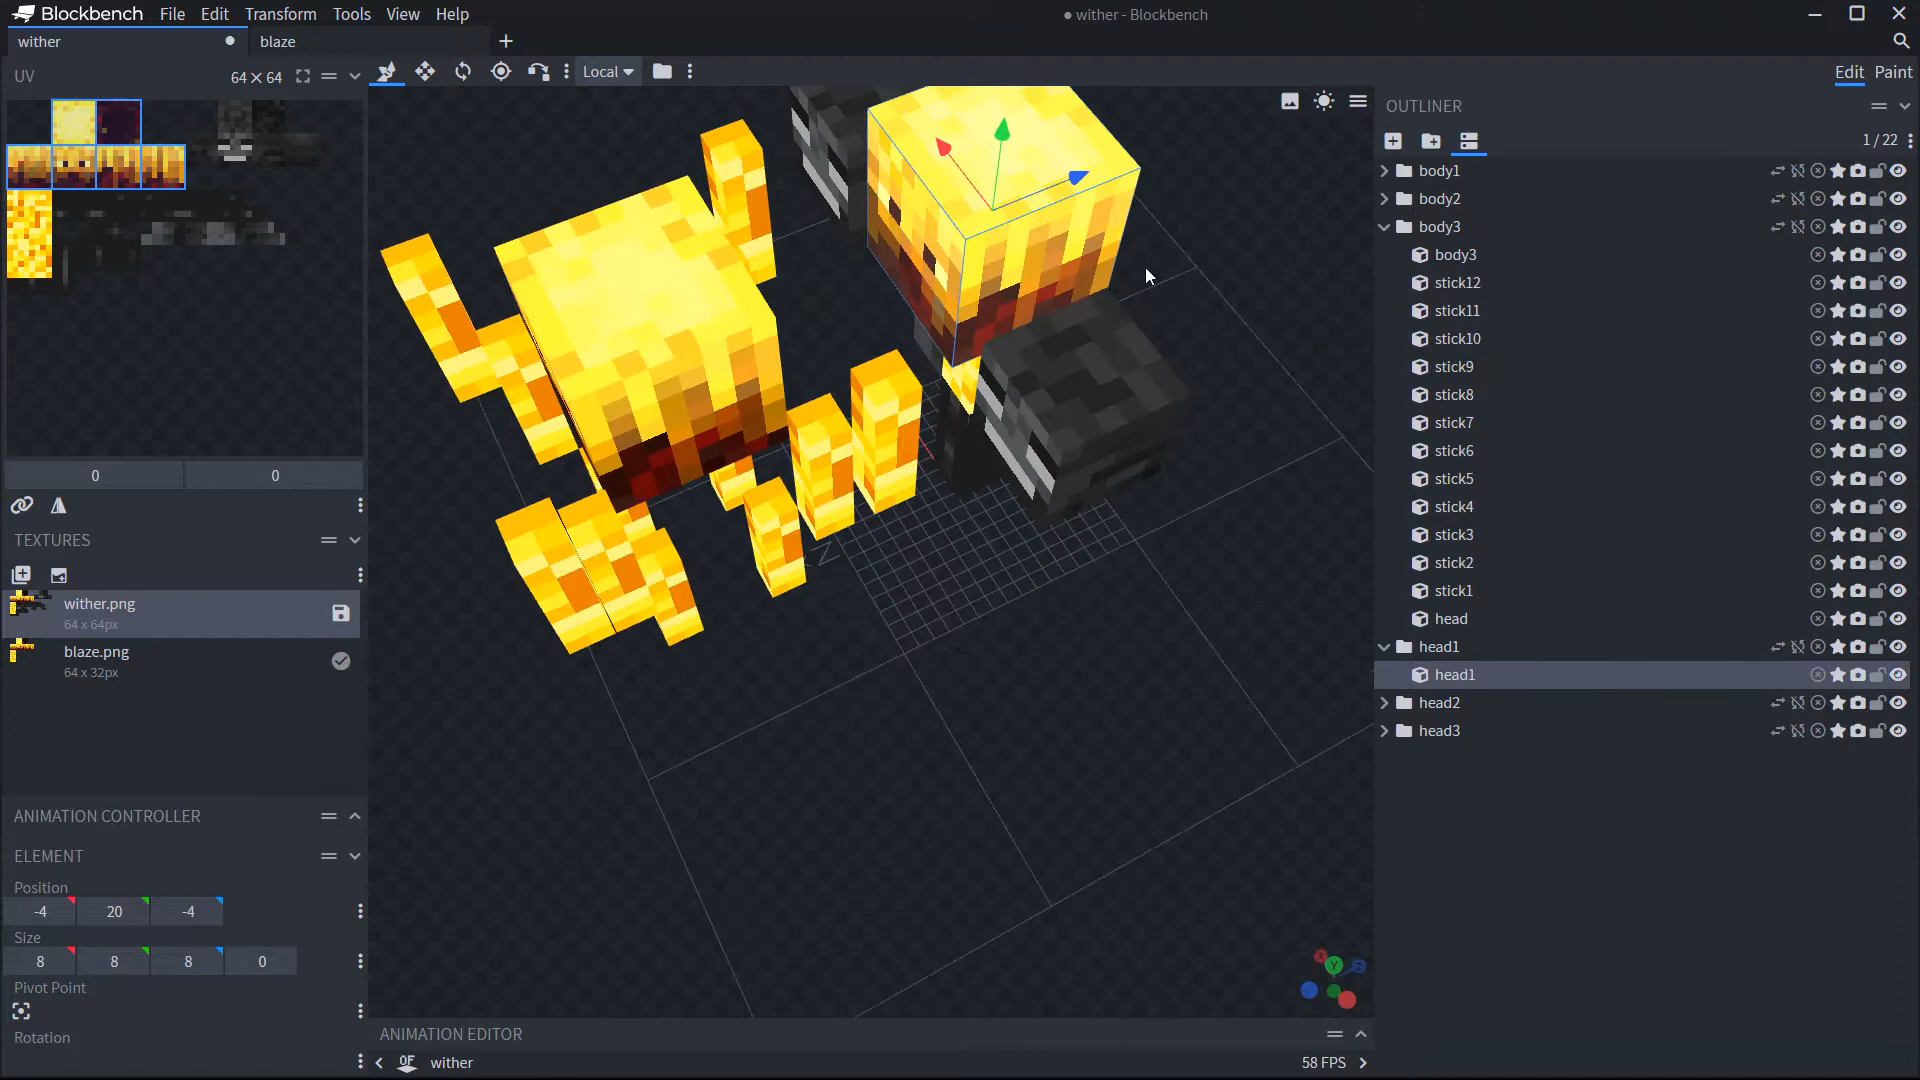 Blockbench File Edit Transform Tools View Help
● wither - Blockbench
wither
blaze
UV
64 × 64
Local
Edit Paint
OUTLINER
1 / 22
body1
body2
body3
body3
stick12
stick11
stick10
stick9
stick8
stick7
stick6
stick5
stick4
stick3
stick2
stick1
head
head1
head1
head2
head3
0 0
TEXTURES
wither.png
64 x 64px
blaze.png
64 x 32px
ANIMATION CONTROLLER
ELEMENT
Position
-4 20 -4
Size
8 8 8 0
Pivot Point
Rotation
Y
ANIMATION EDITOR
OF wither
58 FPS